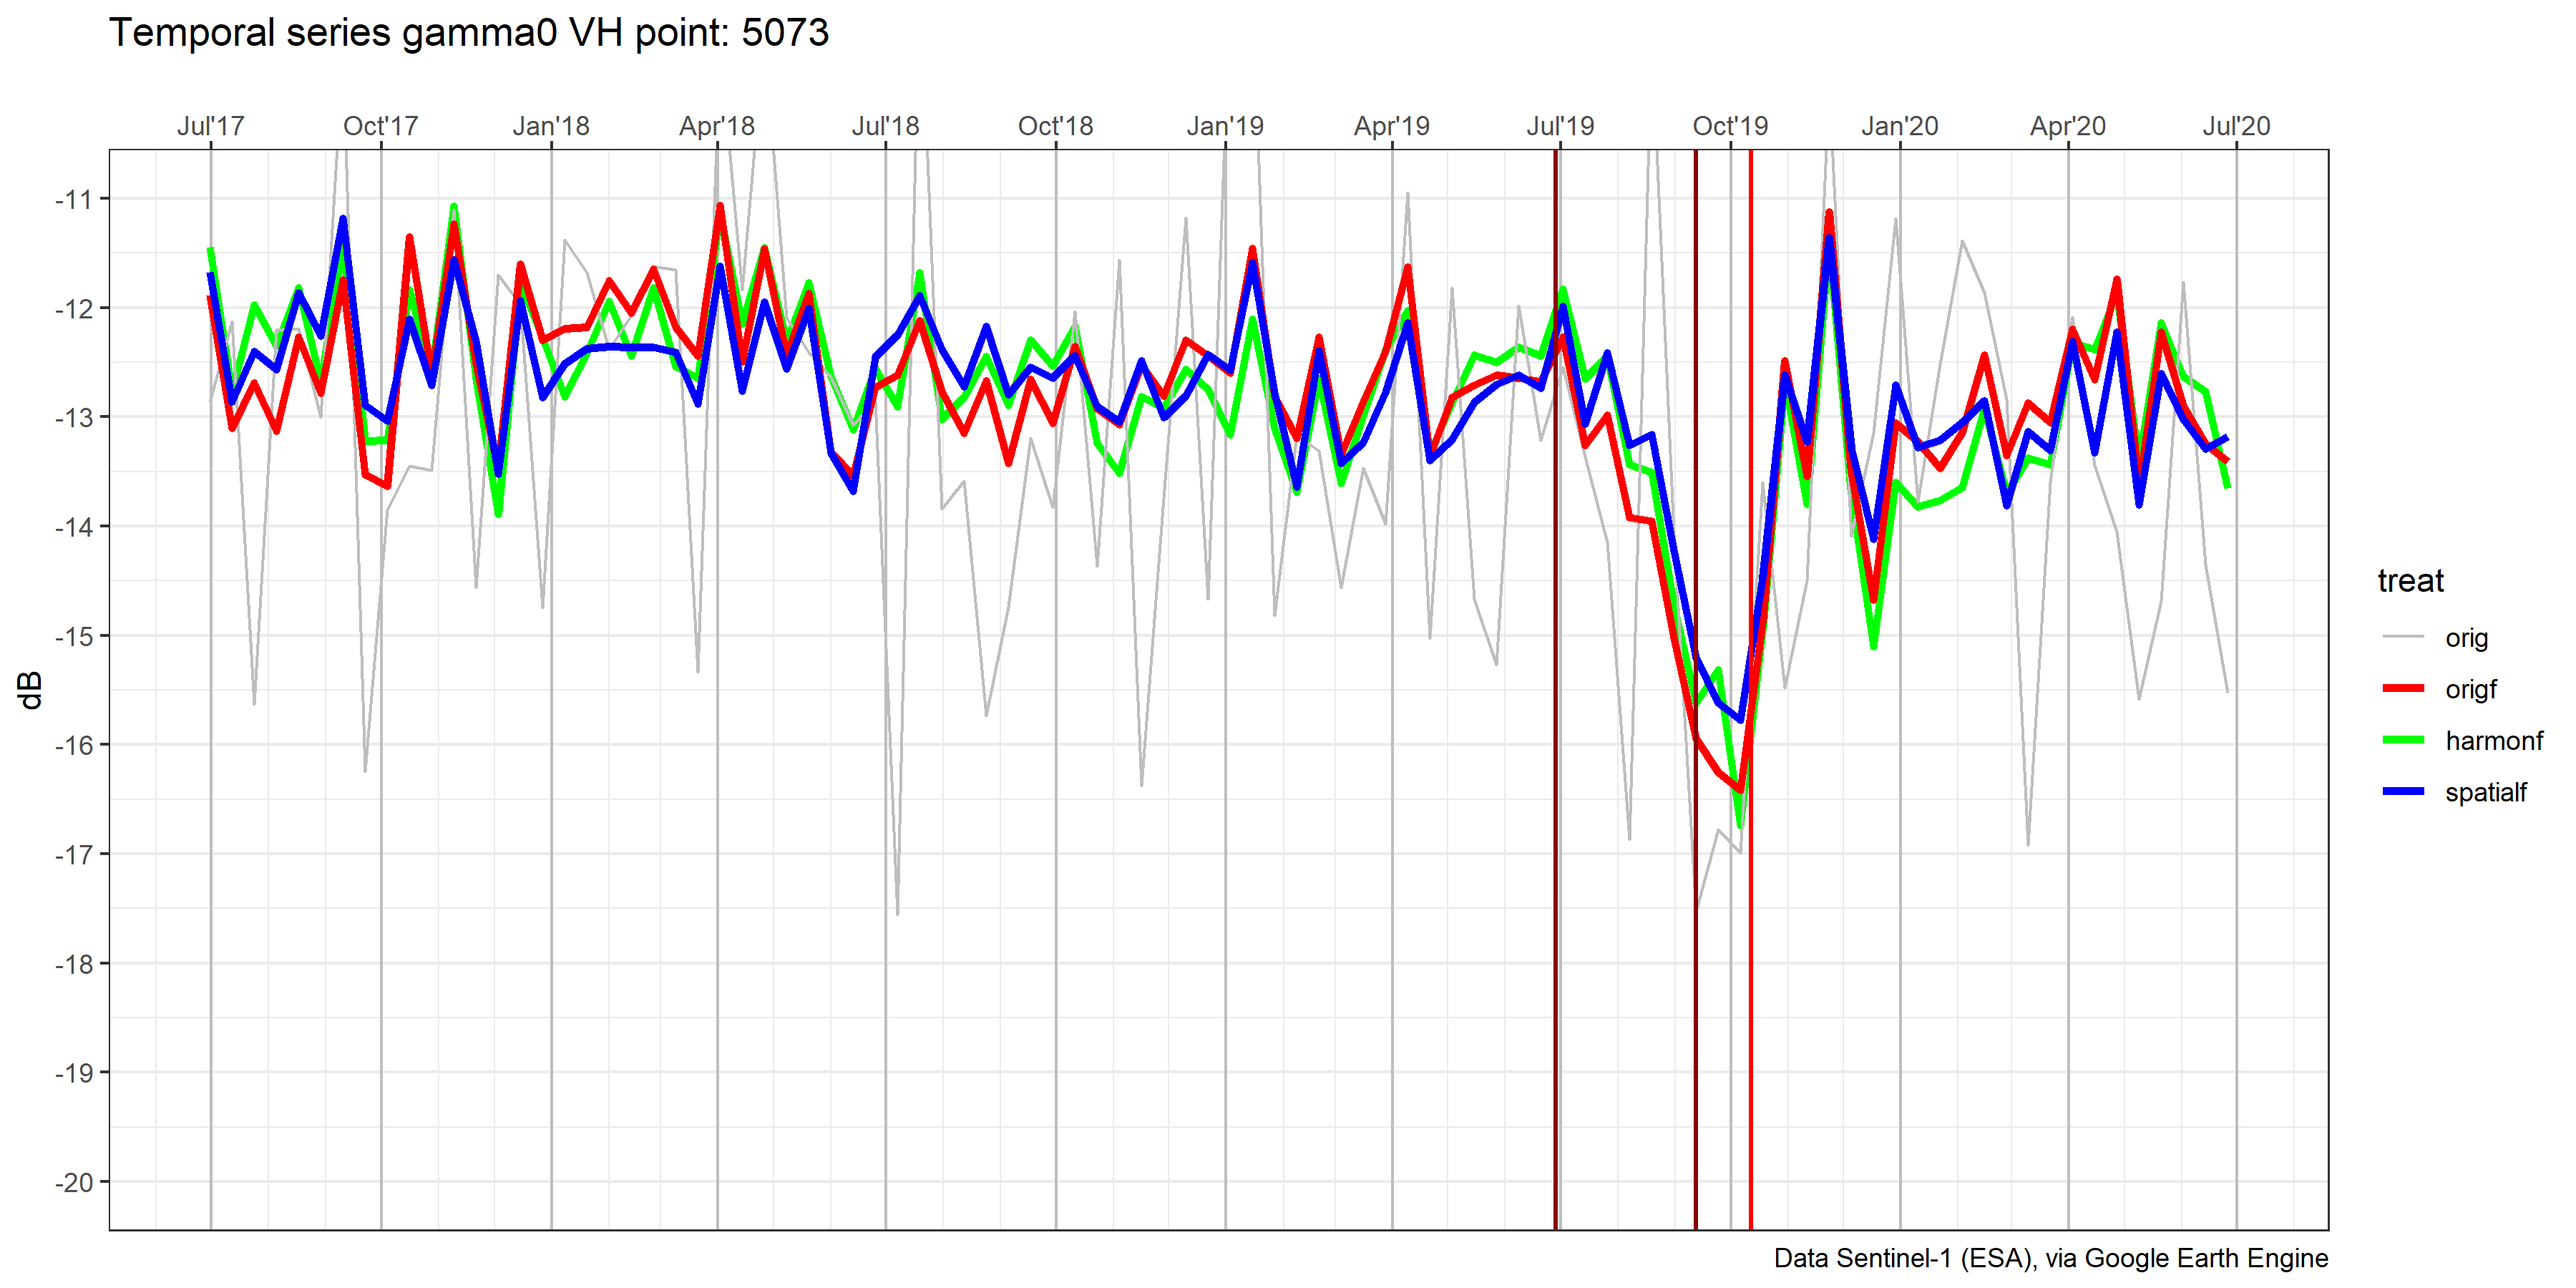 Temporal series gamma0 VH point: 5073
Jul'17 Oct'17 Jan'18 Apr'18 Jul'18 Oct'18 Jan'19 Apr'19 Jul'19 Oct'19 Jan'20 Apr'20 Jul'20
-11
-12
-13
-14
-15
-16
-17
-18
-19
-20
dB
treat
orig
origf
harmonf
spatialf
Data Sentinel-1 (ESA), via Google Earth Engine